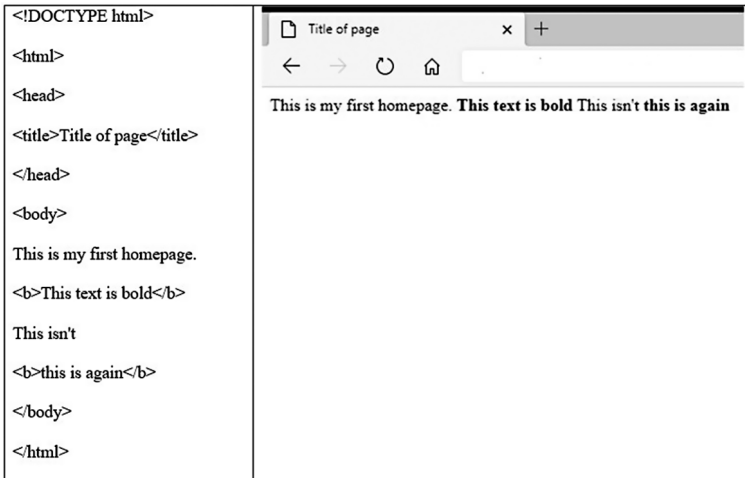 <!DOCTYPE html>
<html>
<head>
<title>Title of page</title>
</head>
<body>
This is my first homepage.
<b>This text is bold</b>
This isn't
<b>this is again</b>
</body>
</html>
Title of page
This is my first homepage. This text is bold This isn't this is again